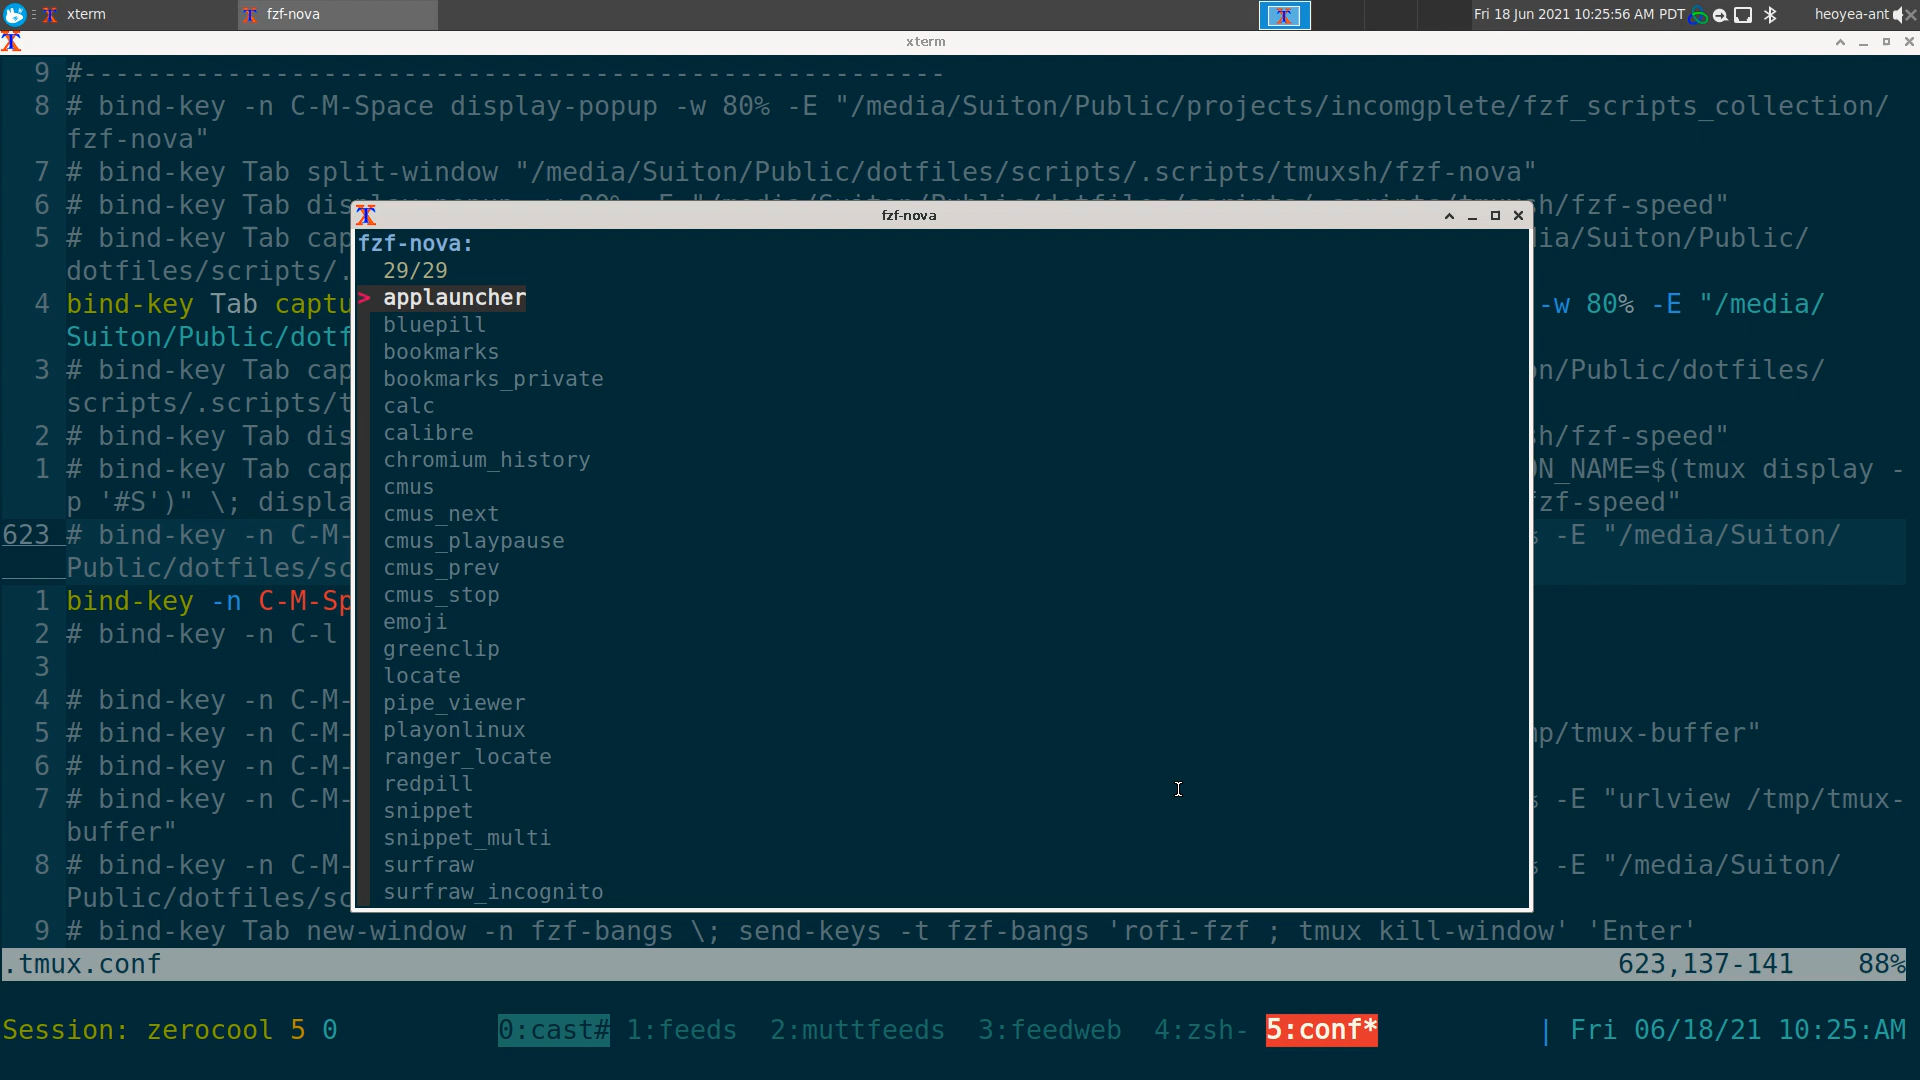 xterm
fzf-nova
Fri 18 Jun 2021 10:25:56 AM PDT
heoyea-ant
xterm
9 #------------------------------------------------------
8 # bind-key -n C-M-Space display-popup -w 80% -E "/media/Suiton/Public/projects/incomgplete/fzf_scripts_collection/
fzf-nova"
7 # bind-key Tab split-window "/media/Suiton/Public/dotfiles/scripts/.scripts/tmuxsh/fzf-nova"
6 # bind-key Tab dis h/fzf-speed"
5 # bind-key Tab cap dia/Suiton/Public/
dotfiles/scripts/.
4 bind-key Tab captu -w 80% -E "/media/
Suiton/Public/dotf
3 # bind-key Tab cap n/Public/dotfiles/
scripts/.scripts/t
2 # bind-key Tab dis h/fzf-speed"
1 # bind-key Tab cap ON_NAME=$(tmux display -
p '#S')" \; displa fzf-speed"
623 # bind-key -n C-M- -E "/media/Suiton/
Public/dotfiles/sc
1 bind-key -n C-M-Sp
2 # bind-key -n C-l
3
4 # bind-key -n C-M-
5 # bind-key -n C-M- mp/tmux-buffer"
6 # bind-key -n C-M-
7 # bind-key -n C-M- -E "urlview /tmp/tmux-
buffer"
8 # bind-key -n C-M- -E "/media/Suiton/
Public/dotfiles/sc
9 # bind-key Tab new-window -n fzf-bangs \; send-keys -t fzf-bangs 'rofi-fzf ; tmux kill-window' 'Enter'
fzf-nova
fzf-nova:
29/29
> applauncher
bluepill
bookmarks
bookmarks_private
calc
calibre
chromium_history
cmus
cmus_next
cmus_playpause
cmus_prev
cmus_stop
emoji
greenclip
locate
pipe_viewer
playonlinux
ranger_locate
redpill
snippet
snippet_multi
surfraw
surfraw_incognito
.tmux.conf 623,137-141 88%
Session: zerocool 5 0 0:cast# 1:feeds 2:muttfeeds 3:feedweb 4:zsh- 5:conf* | Fri 06/18/21 10:25:AM